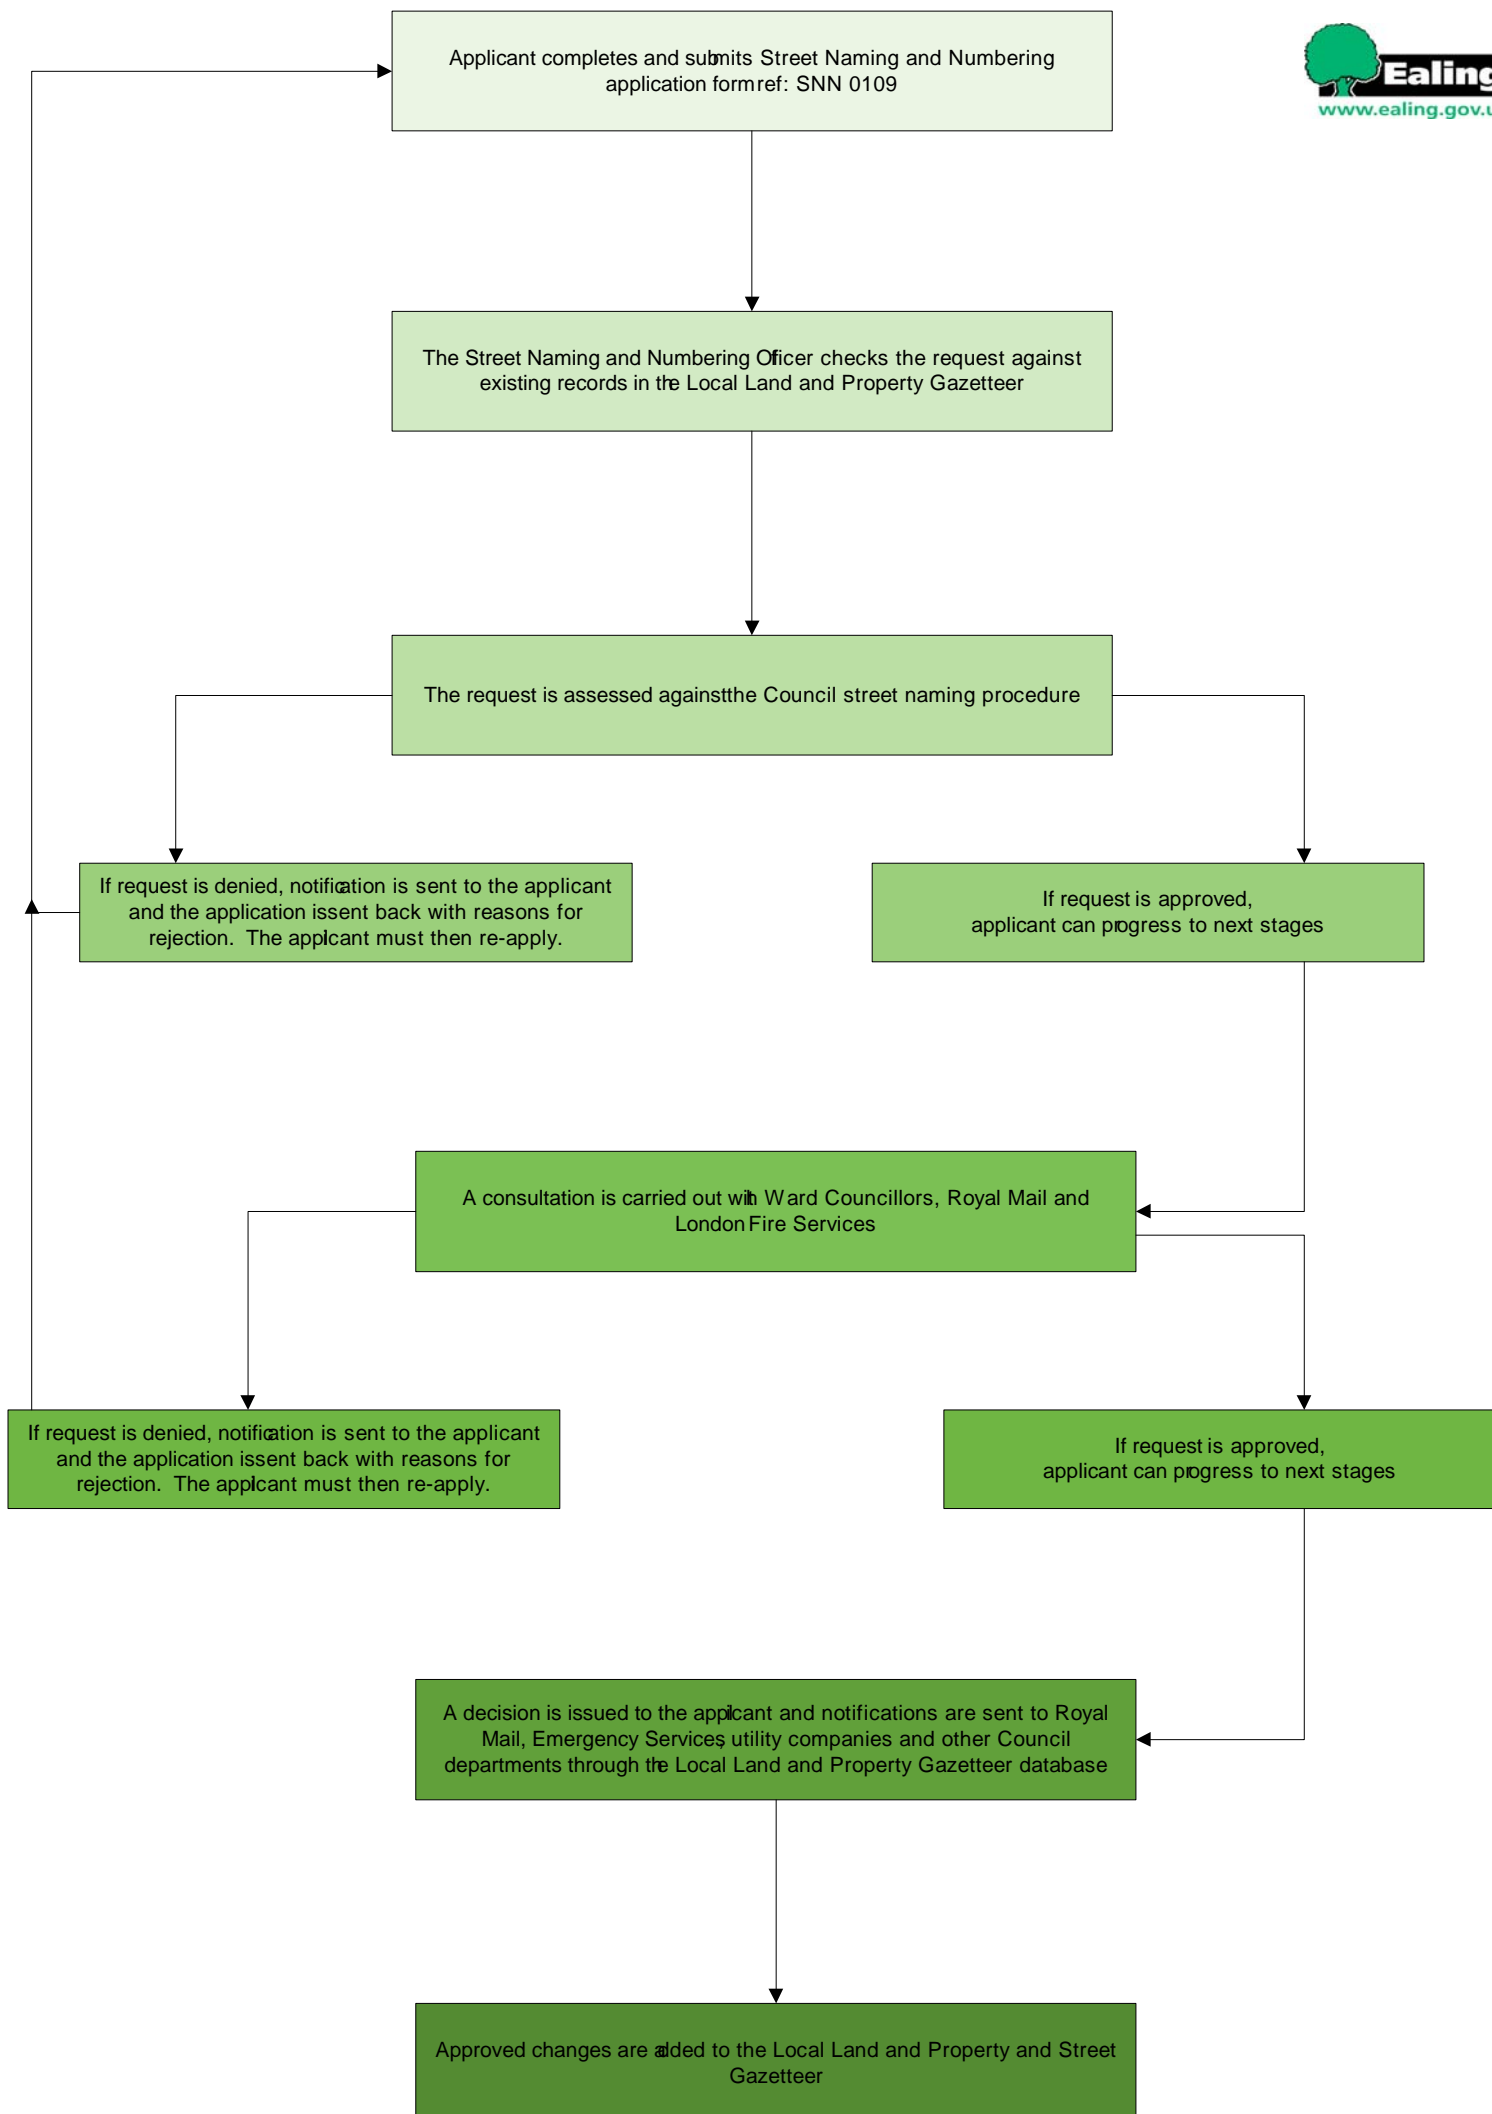 Applicant completes and submits Street Naming and Numbering
application form ref: SNN 0109
Ealing
www.ealing.gov.u
The Street Naming and Numbering Officer checks the request against
existing records in the Local Land and Property Gazetteer
The request is assessed against the Council street naming procedure
If request is denied, notification is sent to the applicant
and the application is sent back with reasons for
rejection.  The applicant must then re-apply.
If request is approved,
applicant can progress to next stages
A consultation is carried out with Ward Councillors, Royal Mail and
London Fire Services
If request is denied, notification is sent to the applicant
and the application is sent back with reasons for
rejection.  The applicant must then re-apply.
If request is approved,
applicant can progress to next stages
A decision is issued to the applicant and notifications are sent to Royal
Mail, Emergency Services, utility companies and other Council
departments through the Local Land and Property Gazetteer database
Approved changes are added to the Local Land and Property and Street
Gazetteer